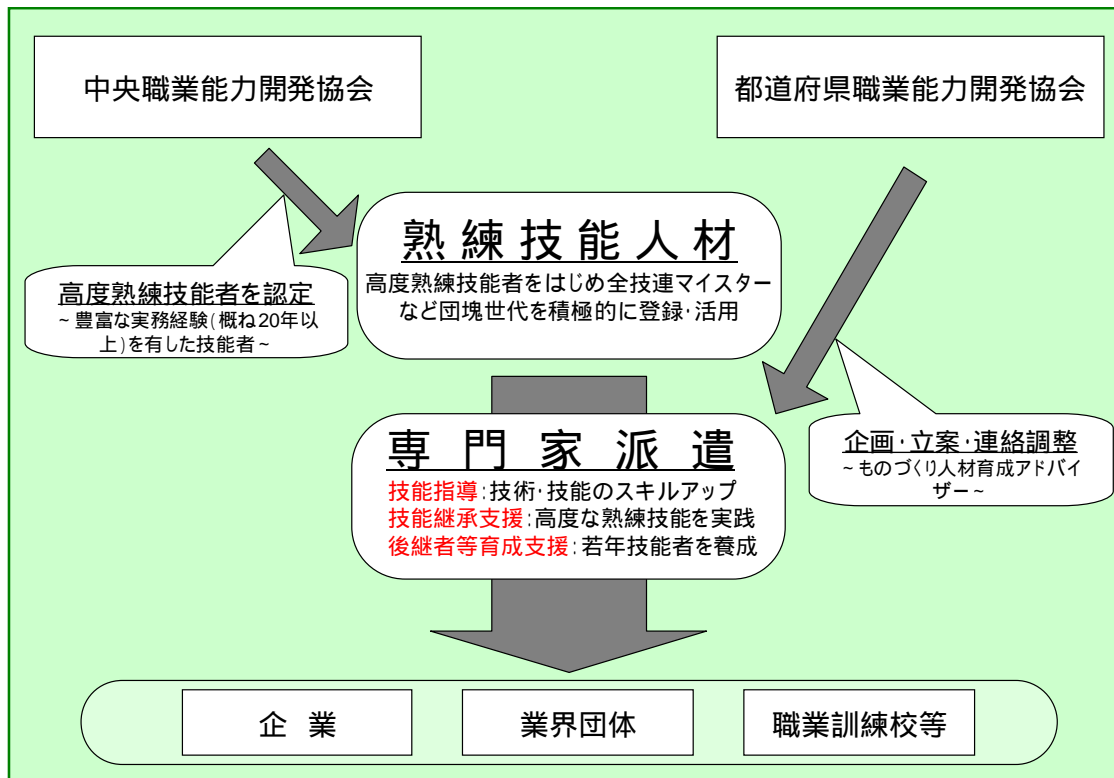 中央職業能力開発協会
都道府県職業能力開発協会
熟練技能人材
高度熟練技能者をはじめ全技連マイスター
など団塊世代を積極的に登録・活用
高度熟練技能者を認定
~豊富な実務経験(概ね20年以
上)を有した技能者~
専門家派遣
技能指導:技術・技能のスキルアップ
技能継承支援:高度な熟練技能を実践
後継者等育成支援:若年技能者を養成
企画・立案・連絡調整
~ものづくり人材育成アドバイ
ザー~
企業
業界団体
職業訓練校等